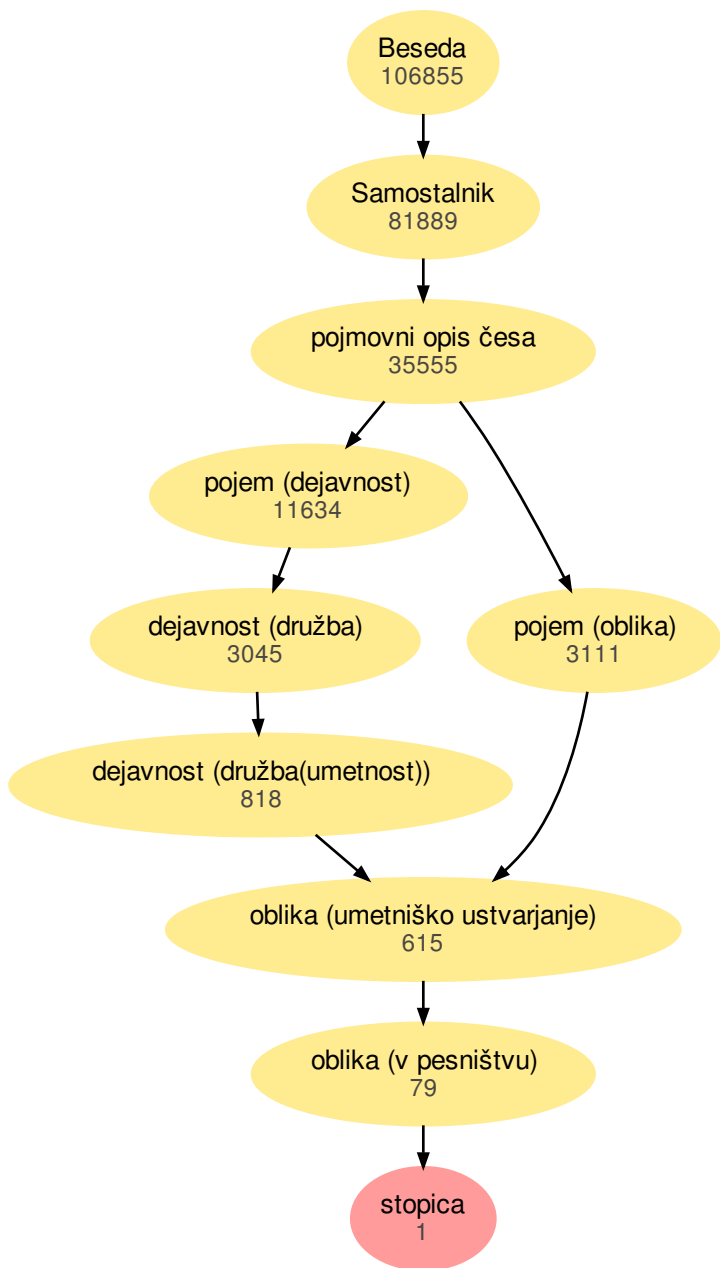 Beseda
106855
Samostalnik
81889
pojmovni opis česa
35555
pojem (dejavnost)
11634
dejavnost (družba)
3045
pojem (oblika)
3111
dejavnost (družba(umetnost))
818
oblika (umetniško ustvarjanje)
615
oblika (v pesništvu)
79
stopica
1